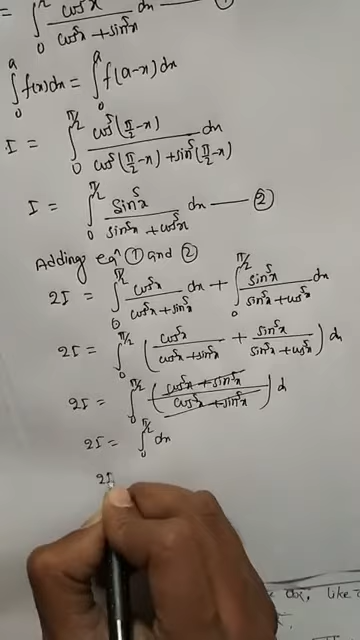 = ∫₀^π/2 cos⁵x / cos⁵x + sin⁵x dx — ①
∫₀^a f(x)dx = ∫₀^a f(a-x)dx
I = ∫₀^π/2 cos⁵(π/2-x) / cos⁵(π/2-x) + sin⁵(π/2-x) dx
I = ∫₀^π/2 sin⁵x / sin⁵x + cos⁵x dx — ②
Adding eqⁿ ① and ②
2I = ∫₀^π/2 cos⁵x / cos⁵x + sin⁵x dx + ∫₀^π/2 sin⁵x / sin⁵x + cos⁵x dx
2I = ∫₀^π/2 (cos⁵x / cos⁵x + sin⁵x + sin⁵x / sin⁵x + cos⁵x) dx
2I = ∫₀^π/2 (cos⁵x + sin⁵x / cos⁵x + sin⁵x) d
2I = ∫₀^π/2 dx
2I
dx, like